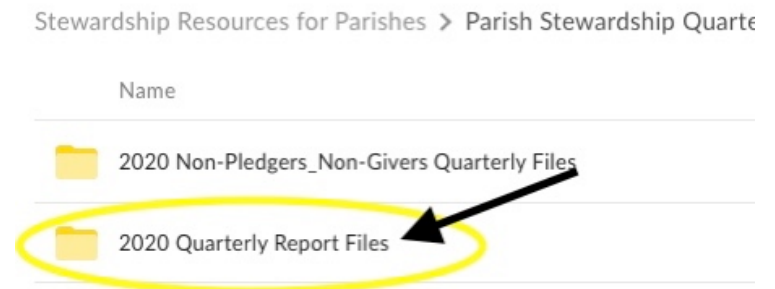 Stewardship Resources for Parishes > Parish Stewardship Quarte
Name
2020 Non-Pledgers_Non-Givers Quarterly Files
2020 Quarterly Report Files